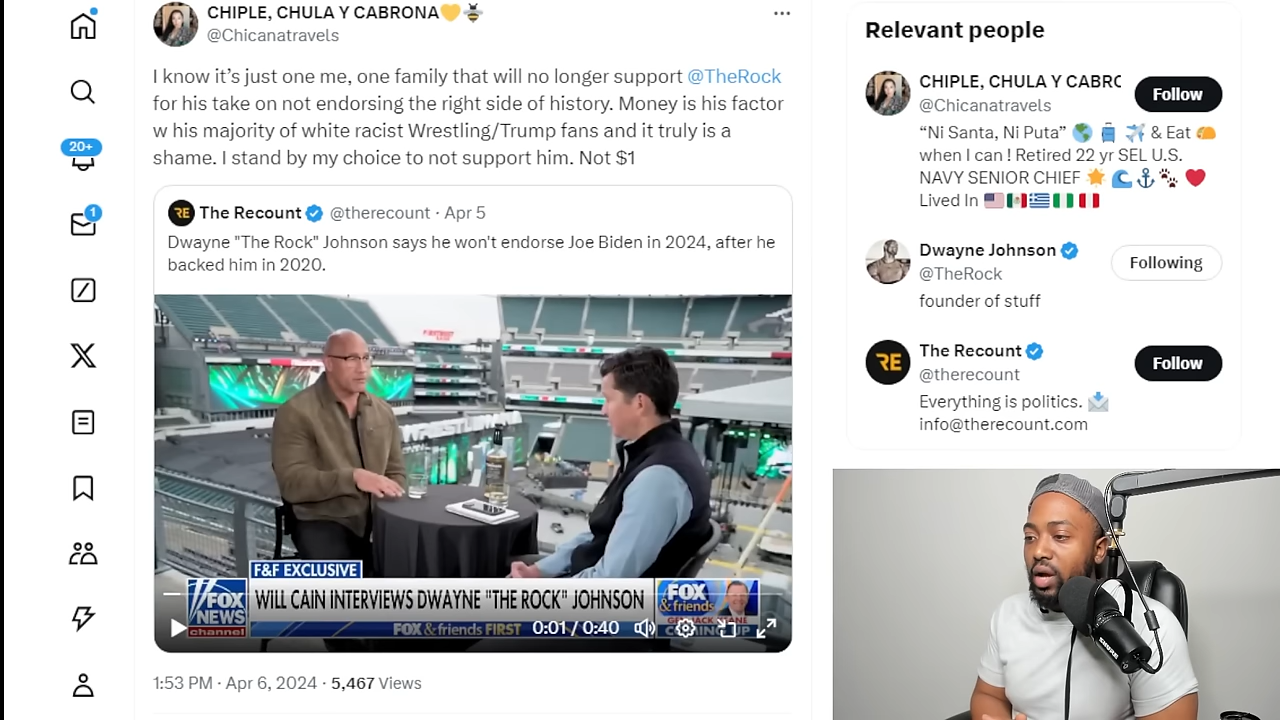 CHIPLE, CHULA Y CABRONA💛🐝
@Chicanatravels
I know it’s just one me, one family that will no longer support @TheRock
for his take on not endorsing the right side of history. Money is his factor
w his majority of white racist Wrestling/Trump fans and it truly is a
shame. I stand by my choice to not support him. Not $1
The Recount @therecount · Apr 5
Dwayne "The Rock" Johnson says he won't endorse Joe Biden in 2024, after he
backed him in 2020.
F&F EXCLUSIVE
FOX NEWS channel
WILL CAIN INTERVIEWS DWAYNE "THE ROCK" JOHNSON
FOX & friends
FOX & friends FIRST
0:01 / 0:40
1:53 PM · Apr 6, 2024 · 5,467 Views
20+
1
Relevant people
CHIPLE, CHULA Y CABRC
@Chicanatravels
Follow
“Ni Santa, Ni Puta” 🌎 🧳 ✈️ & Eat 🌮
when I can ! Retired 22 yr SEL U.S.
NAVY SENIOR CHIEF 🌟 🌊 ⚓ 🐾 ❤️
Lived In 🇺🇸🇲🇽🇬🇷🇳🇬🇵🇪
Dwayne Johnson
@TheRock
Following
founder of stuff
The Recount
@therecount
Follow
Everything is politics. 📩
info@therecount.com
RE
RE
SHURE